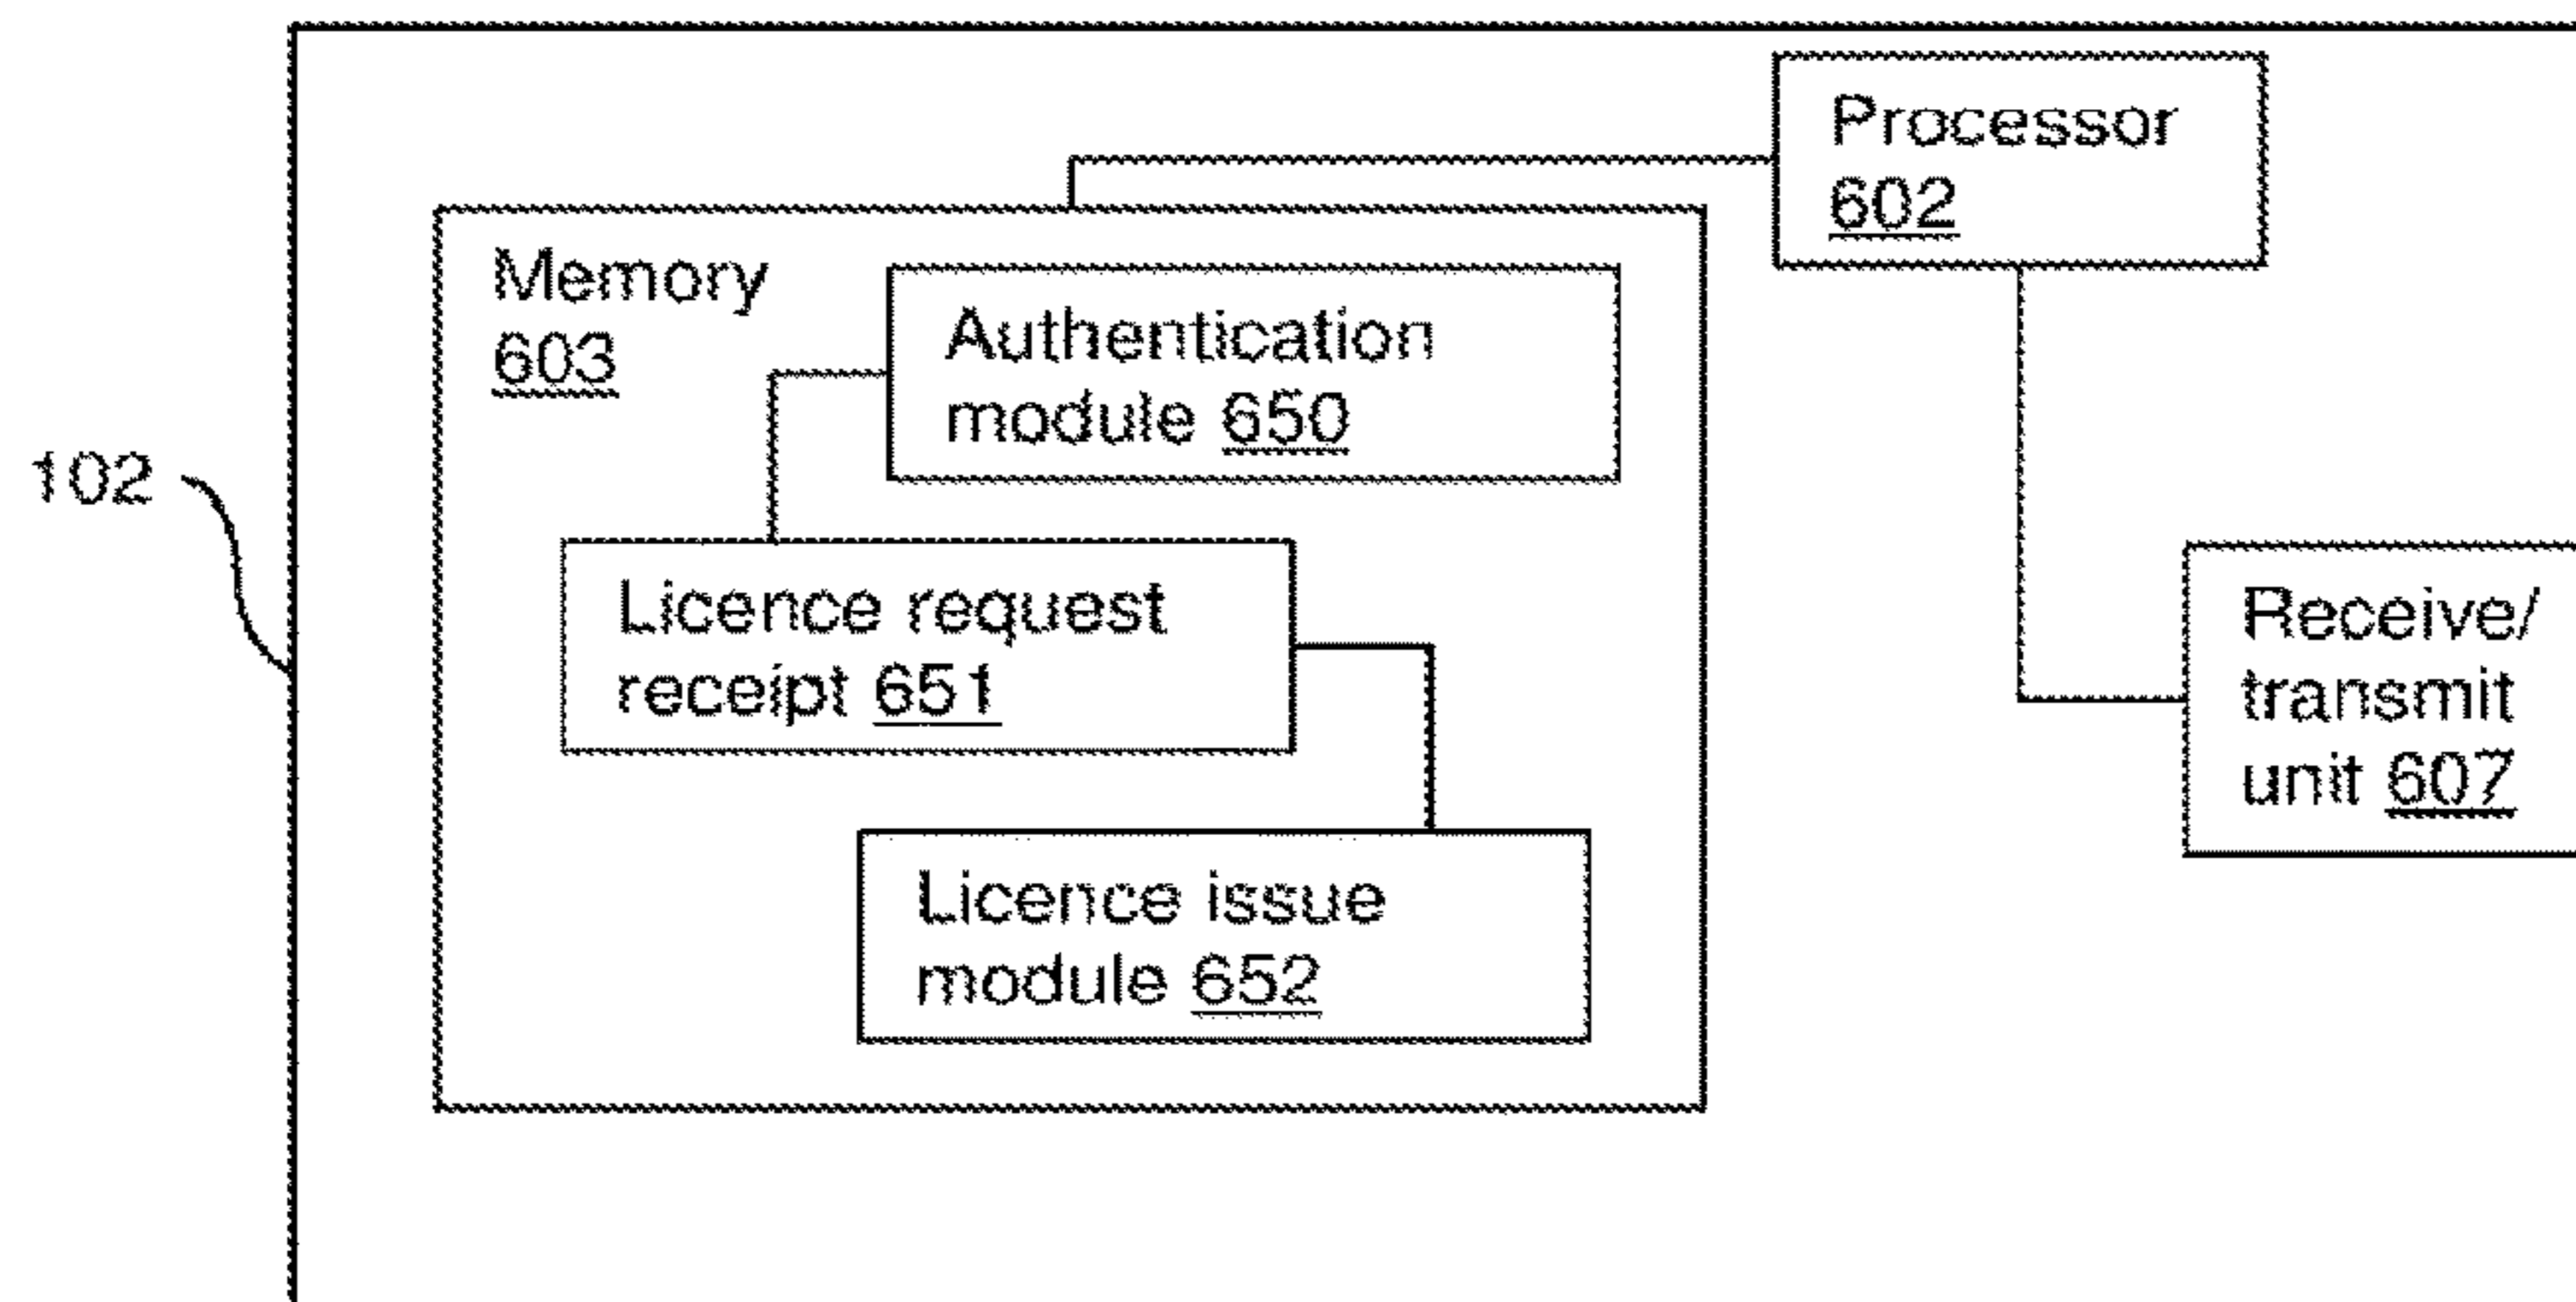 Processor
602
Memory
603
Authentication
module 650
102
Licence request
receipt 651
Receive/
transmit
unit 607
Licence issue
module 652